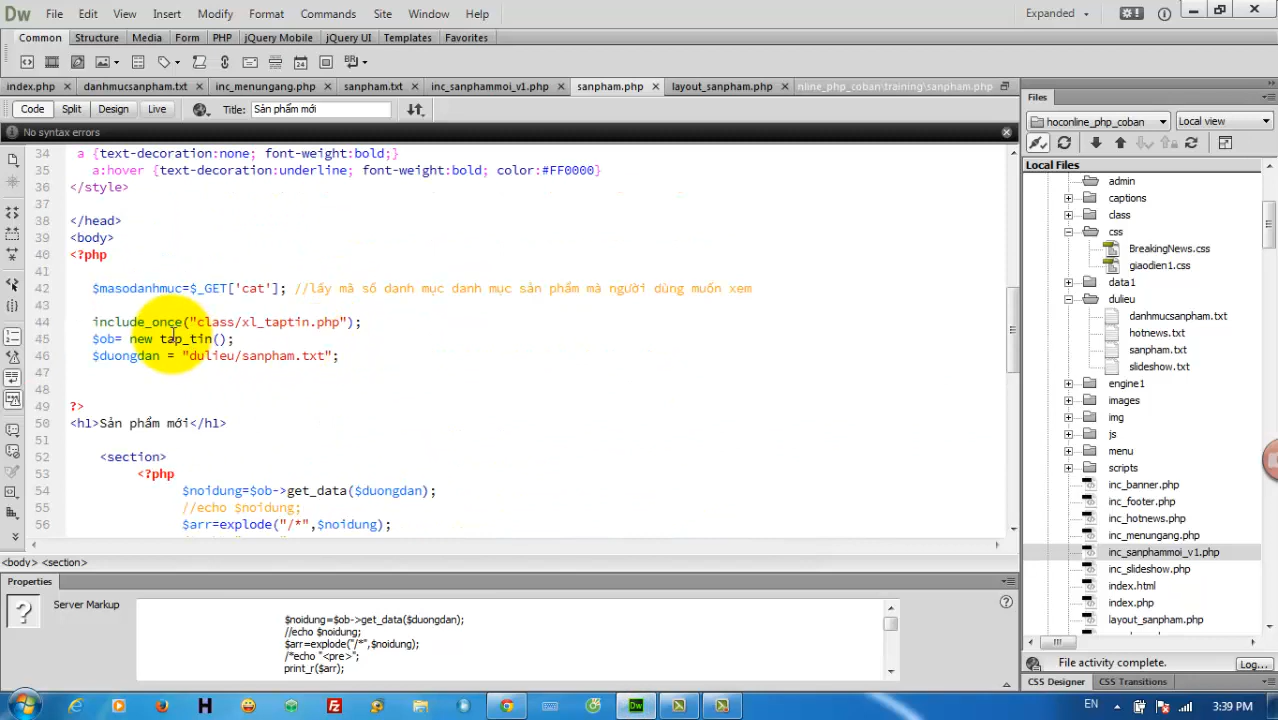 Dw File Edit View Insert Modify Format Commands Site Window Help Expanded
Common Structure Media Form PHP jQuery Mobile jQuery UI Templates Favorites
index.php danhmucsanpham.txt inc_menungang.php sanpham.txt inc_sanphammoi_v1.php sanpham.php layout_sanpham.php nline_php_coban\training\sanpham.php
Code Split Design Live Title: Sản phẩm mới
No syntax errors
34 a {text-decoration:none; font-weight:bold;}
35 a:hover {text-decoration:underline; font-weight:bold; color:#FF0000}
36 </style>
37
38 </head>
39 <body>
40 <?php
41
42 $masodanhmuc=$_GET['cat']; //lấy mã số danh mục danh mục sản phẩm mà người dùng muốn xem
43
44 include_once("class/xl_taptin.php");
45 $ob= new tap_tin();
46 $duongdan = "dulieu/sanpham.txt";
47
48
49 ?>
50 <h1>Sản phẩm mới</h1>
51
52 <section>
53 <?php
54 $noidung=$ob->get_data($duongdan);
55 //echo $noidung;
56 $arr=explode("/*",$noidung);
<body> <section>
Properties
Server Markup
$noidung=$ob->get_data($duongdan);
//echo $noidung;
$arr=explode("/*",$noidung);
/*echo "<pre>";
print_r($arr);
Files
hoconline_php_coban Local view
Local Files
admin
captions
class
css
BreakingNews.css
giaodien1.css
data1
dulieu
danhmucsanpham.txt
hotnews.txt
sanpham.txt
slideshow.txt
engine1
images
img
js
menu
scripts
inc_banner.php
inc_footer.php
inc_hotnews.php
inc_menungang.php
inc_sanphammoi_v1.php
inc_slideshow.php
index.html
index.php
layout_sanpham.php
File activity complete. Log...
CSS Designer CSS Transitions
EN 3:39 PM